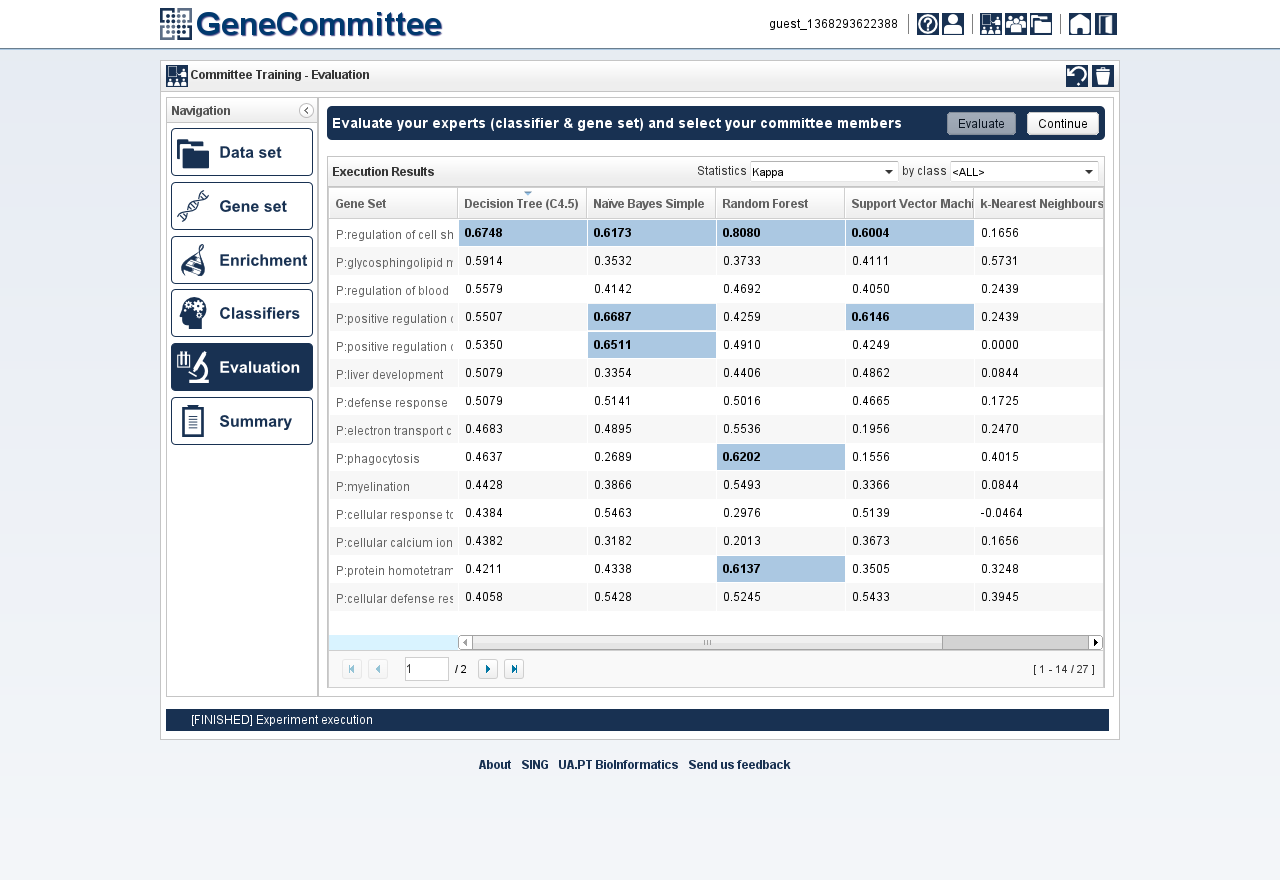 GeneCommittee
guest_1368293622388
Committee Training - Evaluation
Navigation
Data set
Gene set
Enrichment
Classifiers
Evaluation
Summary
Evaluate your experts (classifier & gene set) and select your committee members
Evaluate Continue
Execution Results Statistics Kappa by class <ALL>
Gene Set Decision Tree (C4.5) Naïve Bayes Simple Random Forest Support Vector Machi k-Nearest Neighbours
P:regulation of cell sh 0.6748 0.6173 0.8080 0.6004 0.1656
P:glycosphingolipid m 0.5914 0.3532 0.3733 0.4111 0.5731
P:regulation of blood 0.5579 0.4142 0.4692 0.4050 0.2439
P:positive regulation c 0.5507 0.6687 0.4259 0.6146 0.2439
P:positive regulation c 0.5350 0.6511 0.4910 0.4249 0.0000
P:liver development 0.5079 0.3354 0.4406 0.4862 0.0844
P:defense response 0.5079 0.5141 0.5016 0.4665 0.1725
P:electron transport c 0.4683 0.4895 0.5536 0.1956 0.2470
P:phagocytosis 0.4637 0.2689 0.6202 0.1556 0.4015
P:myelination 0.4428 0.3866 0.5493 0.3366 0.0844
P:cellular response to 0.4384 0.5463 0.2976 0.5139 -0.0464
P:cellular calcium ion 0.4382 0.3182 0.2013 0.3673 0.1656
P:protein homotetram 0.4211 0.4338 0.6137 0.3505 0.3248
P:cellular defense res 0.4058 0.5428 0.5245 0.5433 0.3945
1 / 2 [ 1 - 14 / 27 ]
[FINISHED] Experiment execution
About SING UA.PT BioInformatics Send us feedback